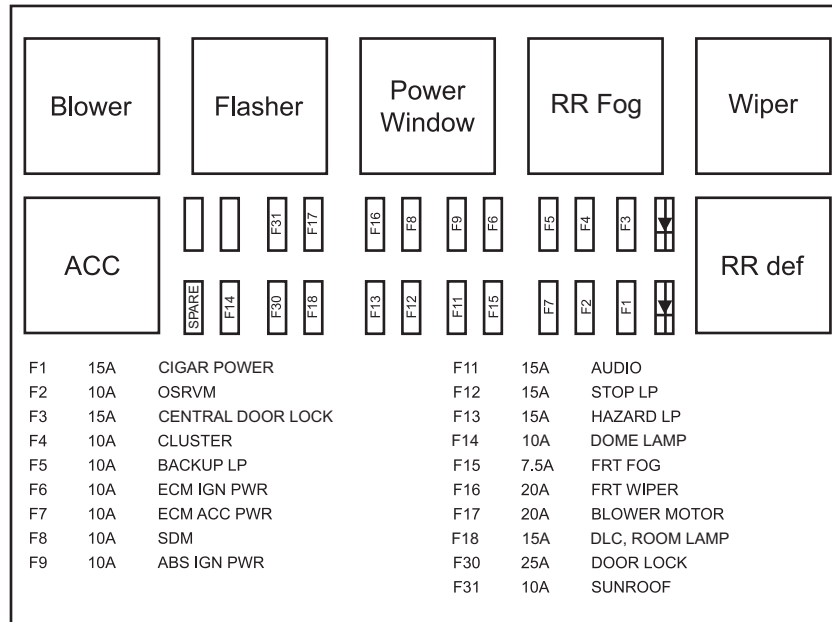 Blower
Flasher
Power
Window
RR Fog
Wiper
ACC
F31
F17
F16
F8
F9
F6
F5
F4
F3
RR def
SPARE
F14
F30
F18
F13
F12
F11
F15
F7
F2
F1
F1 15A CIGAR POWER
F2 10A OSRVM
F3 15A CENTRAL DOOR LOCK
F4 10A CLUSTER
F5 10A BACKUP LP
F6 10A ECM IGN PWR
F7 10A ECM ACC PWR
F8 10A SDM
F9 10A ABS IGN PWR
F11 15A AUDIO
F12 15A STOP LP
F13 15A HAZARD LP
F14 10A DOME LAMP
F15 7.5A FRT FOG
F16 20A FRT WIPER
F17 20A BLOWER MOTOR
F18 15A DLC, ROOM LAMP
F30 25A DOOR LOCK
F31 10A SUNROOF